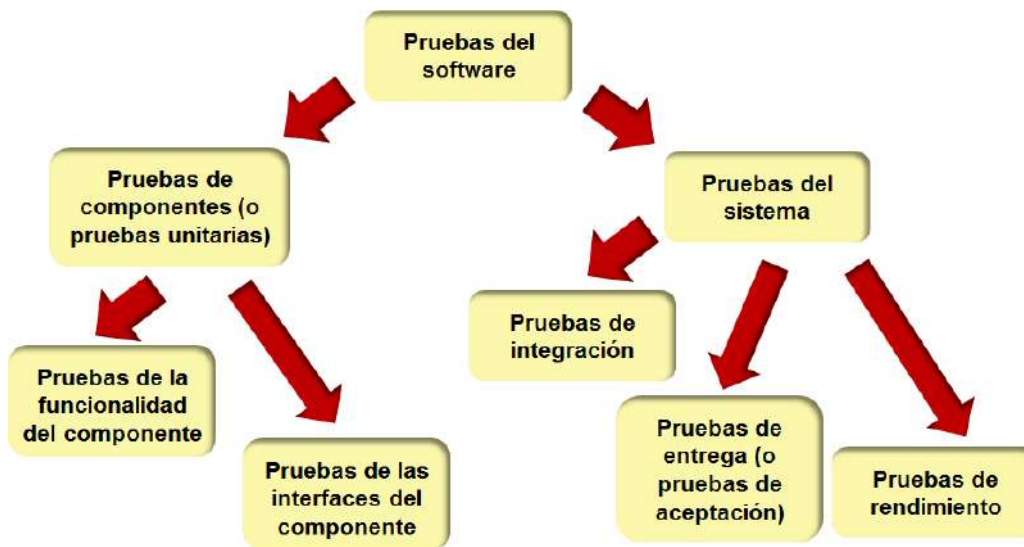 Pruebas del
software
Pruebas de
componentes (o
pruebas unitarias)
Pruebas del
sistema
Pruebas de la
funcionalidad
del componente
Pruebas de las
interfaces del
componente
Pruebas de
integración
Pruebas de
entrega (o
pruebas de
aceptación)
Pruebas de
rendimiento